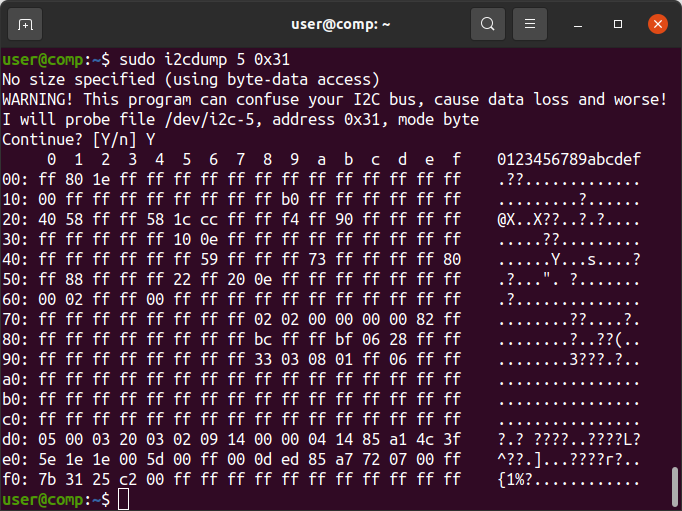 user@comp: ~
user@comp:~$ sudo i2cdump 5 0x31
No size specified (using byte-data access)
WARNING! This program can confuse your I2C bus, cause data loss and worse!
I will probe file /dev/i2c-5, address 0x31, mode byte
Continue? [Y/n] Y
     0  1  2  3  4  5  6  7  8  9  a  b  c  d  e  f    0123456789abcdef
00: ff 80 1e ff ff ff ff ff ff ff ff ff ff ff ff ff    .??.............
10: 00 ff ff ff ff ff ff ff ff b0 ff ff ff ff ff ff    .........?......
20: 40 58 ff ff 58 1c cc ff ff f4 ff 90 ff ff ff ff    @X..X??..?.?....
30: ff ff ff ff ff 10 0e ff ff ff ff ff ff ff ff ff    .....??.........
40: ff ff ff ff ff ff 59 ff ff ff 73 ff ff ff ff 80    ......Y...s....?
50: ff 88 ff ff ff 22 ff 20 0e ff ff ff ff ff ff ff    .?...". ?.......
60: 00 02 ff ff 00 ff ff ff ff ff ff ff ff ff ff ff    .?..............
70: ff ff ff ff ff ff ff ff 02 02 00 00 00 00 82 ff    ........??....?.
80: ff ff ff ff ff ff ff ff bc ff ff bf 06 28 ff ff    ........?..??(..
90: ff ff ff ff ff ff ff ff 33 03 08 01 ff 06 ff ff    ........3???.?..
a0: ff ff ff ff ff ff ff ff ff ff ff ff ff ff ff ff    ................
b0: ff ff ff ff ff ff ff ff ff ff ff ff ff ff ff ff    ................
c0: ff ff ff ff ff ff ff ff ff ff ff ff ff ff ff ff    ................
d0: 05 00 03 20 03 02 09 14 00 00 04 14 85 a1 4c 3f    ?.? ????..????L?
e0: 5e 1e 1e 00 5d 00 ff 00 0d ed 85 a7 72 07 00 ff    ^??.]...????r?..
f0: 7b 31 25 c2 00 ff ff ff ff ff ff ff ff ff ff ff    {1%?............
user@comp:~$